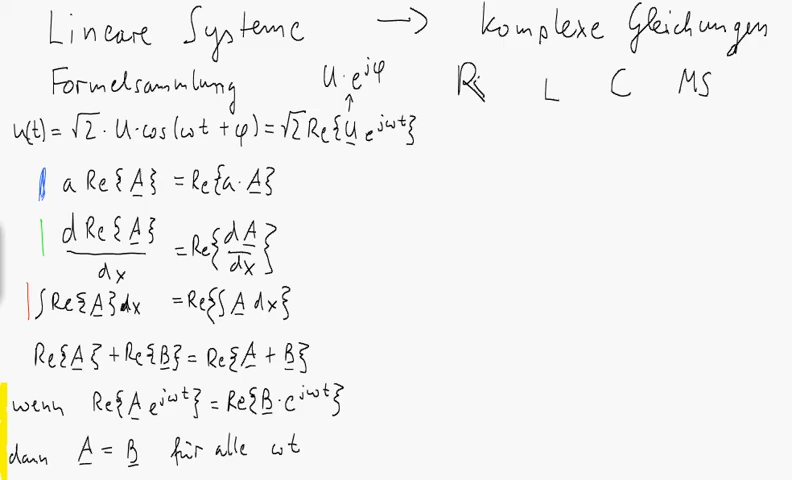 Lineare Systeme → Komplexe Gleichungen
Formelsammlung U·e^{jφ} R L C MS
u(t) = √2 · U·cos(ωt + φ) = √2 Re{U̲ e^{jωt}}
a Re{A̲} = Re{a·A̲}
d Re{A̲}/dx = Re{dA̲/dx}
∫Re{A̲}dx = Re{∫A̲ dx}
Re{A̲} + Re{B̲} = Re{A̲ + B̲}
wenn Re{A̲ e^{jωt}} = Re{B̲·e^{jωt}}
dann A̲ = B̲ für alle ωt